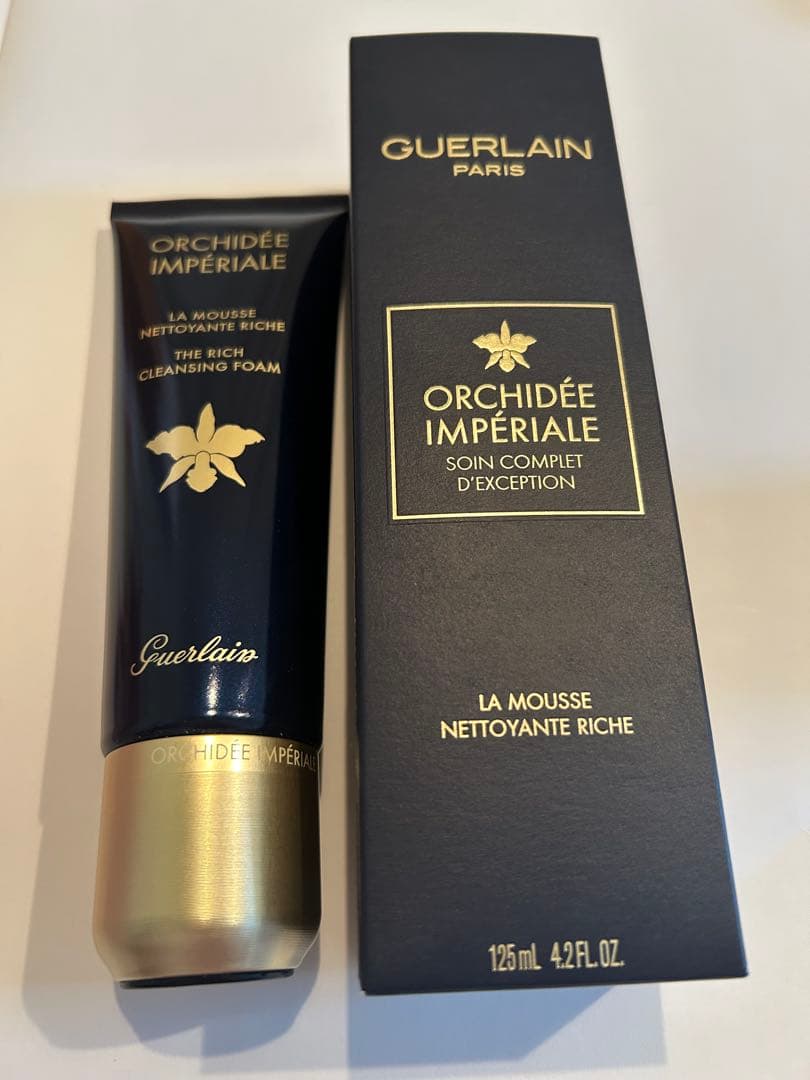 ORCHIDÉE
IMPÉRIALE
LA MOUSSE
NETTOYANTE RICHE
THE RICH
CLEANSING FOAM
Guerlain
ORCHIDÉE IMPÉRIALE
GUERLAIN
PARIS
ORCHIDÉE
IMPÉRIALE
SOIN COMPLET
D'EXCEPTION
LA MOUSSE
NETTOYANTE RICHE
125 mL 4.2 FL. OZ.